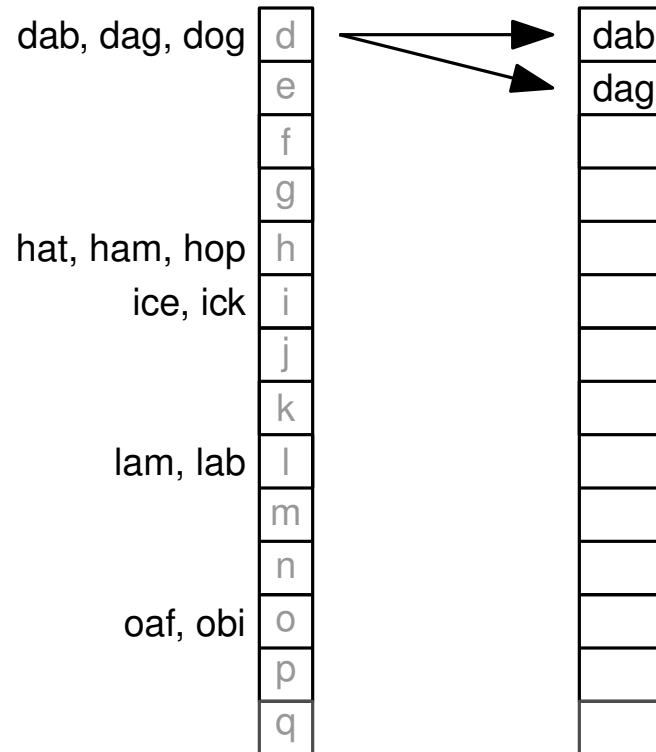 dab, dag, dog d dab
e dag
f
g
hat, ham, hop h
ice, ick i
j
k
lam, lab l
m
n
oaf, obi o
p
q